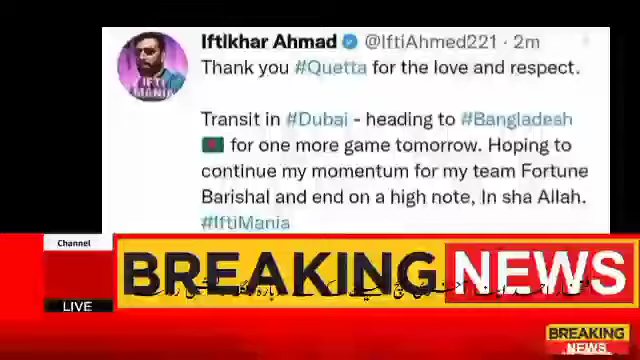 Iftikhar Ahmad @IftiAhmed221 · 2m
IFTI
MANIA
Thank you #Quetta for the love and respect.
Transit in #Dubai - heading to #Bangladesh
🇧🇩 for one more game tomorrow. Hoping to
continue my momentum for my team Fortune
Barishal and end on a high note, In sha Allah.
#IftiMania
Channel
LIVE
BREAKING NEWS
BREAKING
NEWS